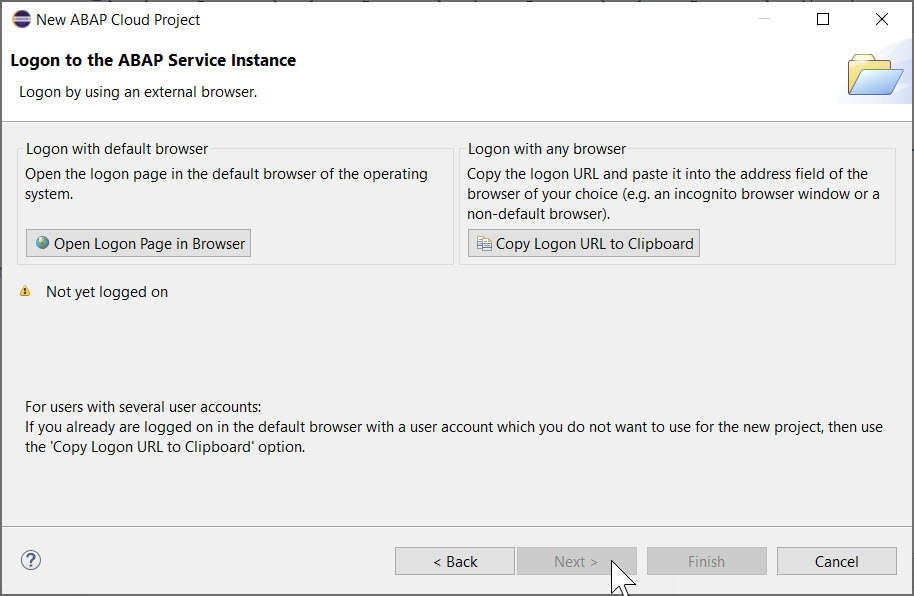 New ABAP Cloud Project
Logon to the ABAP Service Instance
Logon by using an external browser.
Logon with default browser
Open the logon page in the default browser of the operating
system.
Open Logon Page in Browser
Logon with any browser
Copy the logon URL and paste it into the address field of the
browser of your choice (e.g. an incognito browser window or a
non-default browser).
Copy Logon URL to Clipboard
Not yet logged on
For users with several user accounts:
If you already are logged on in the default browser with a user account which you do not want to use for the new project, then use
the 'Copy Logon URL to Clipboard' option.
?
< Back
Next >
Finish
Cancel